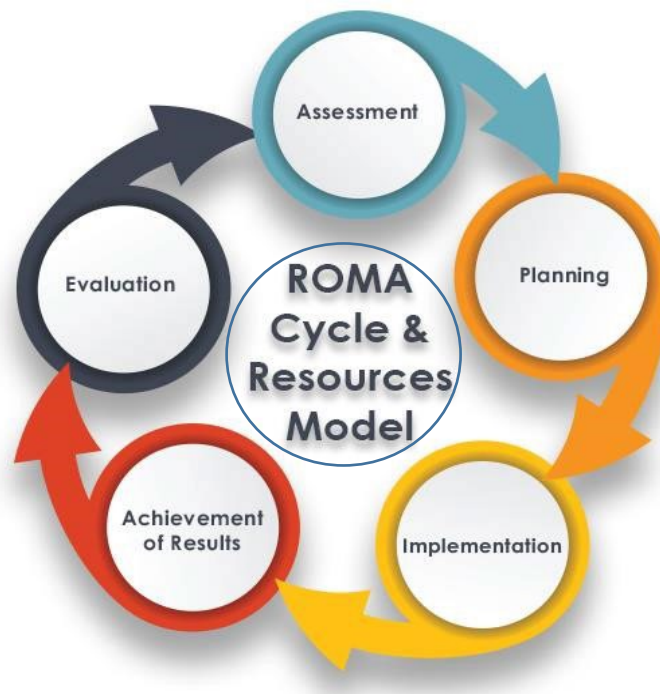 Assessment
Planning
Implementation
Achievement
of Results
Evaluation
ROMA
Cycle &
Resources
Model